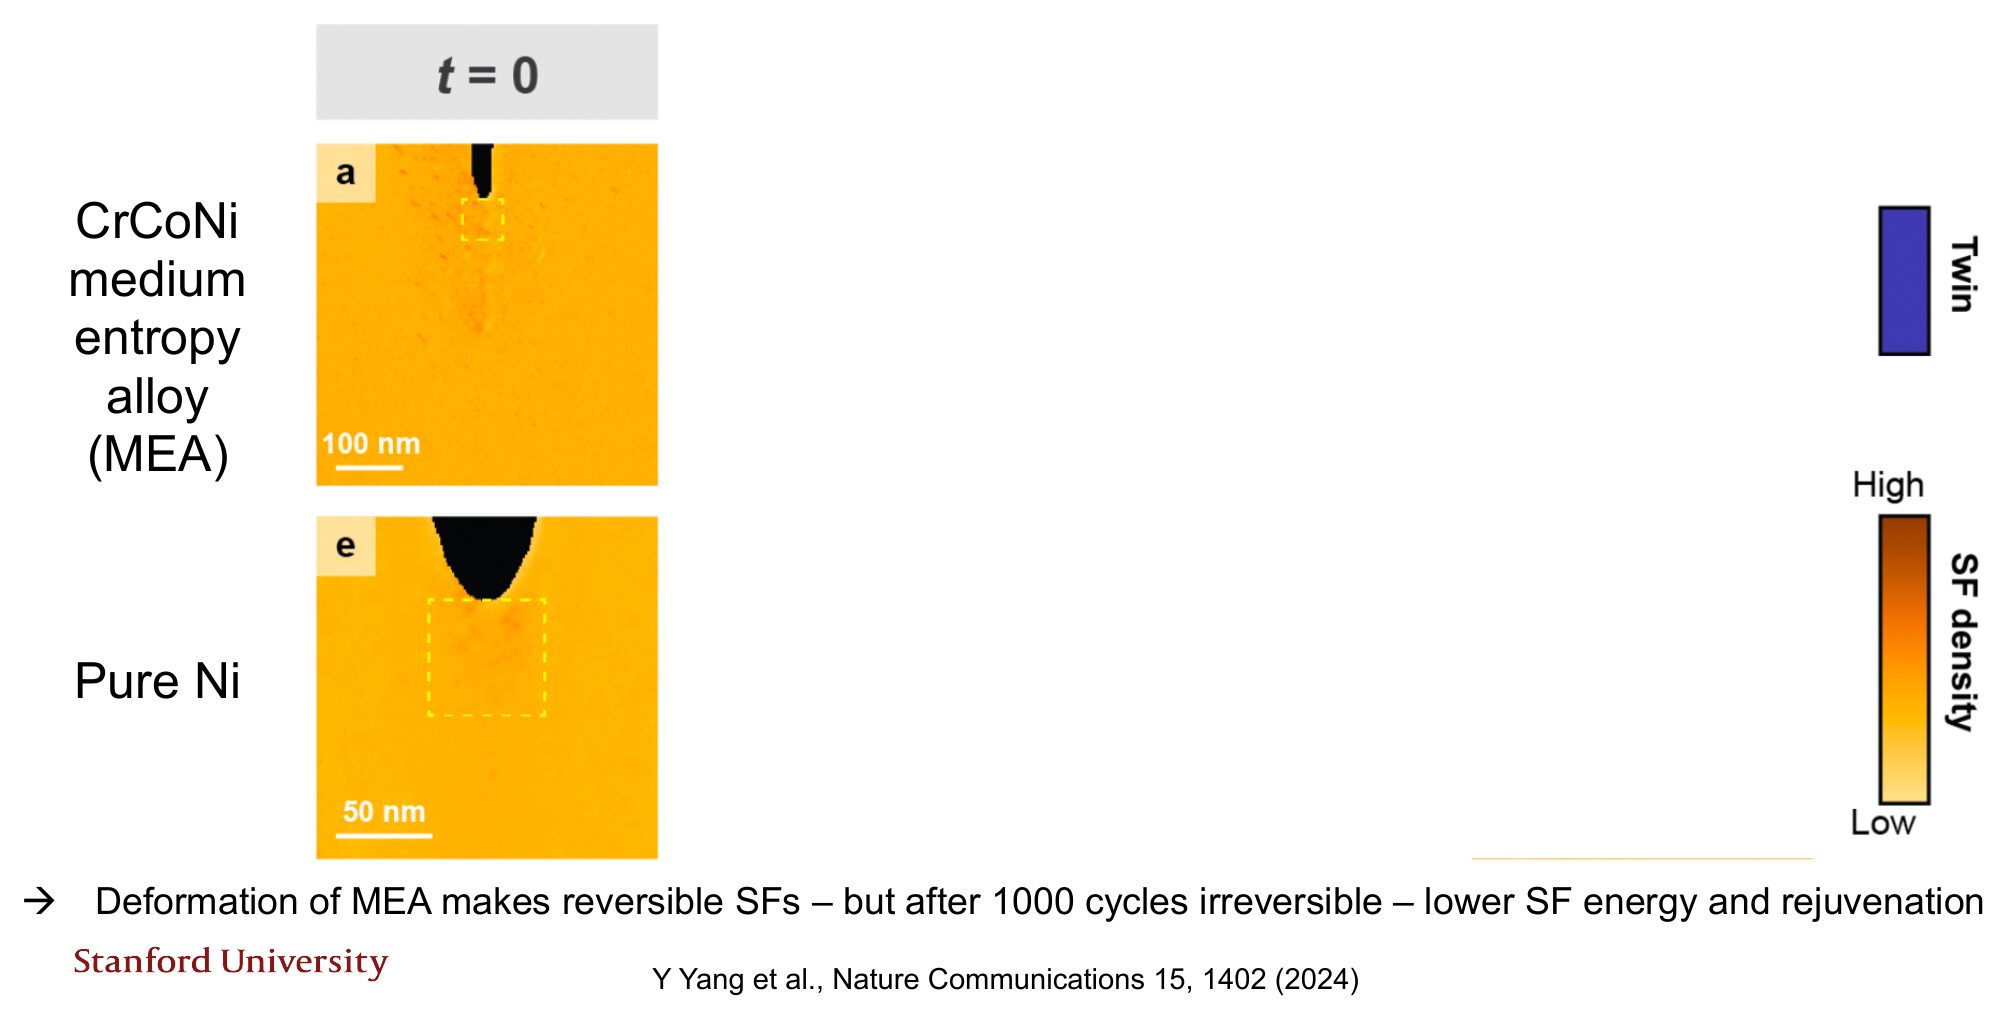 t = 0
CrCoNi
medium
entropy
alloy
(MEA)
a
100 nm
Twin
Pure Ni
e
50 nm
High
SF density
Low
→ Deformation of MEA makes reversible SFs – but after 1000 cycles irreversible – lower SF energy and rejuvenation
Stanford University
Y Yang et al., Nature Communications 15, 1402 (2024)